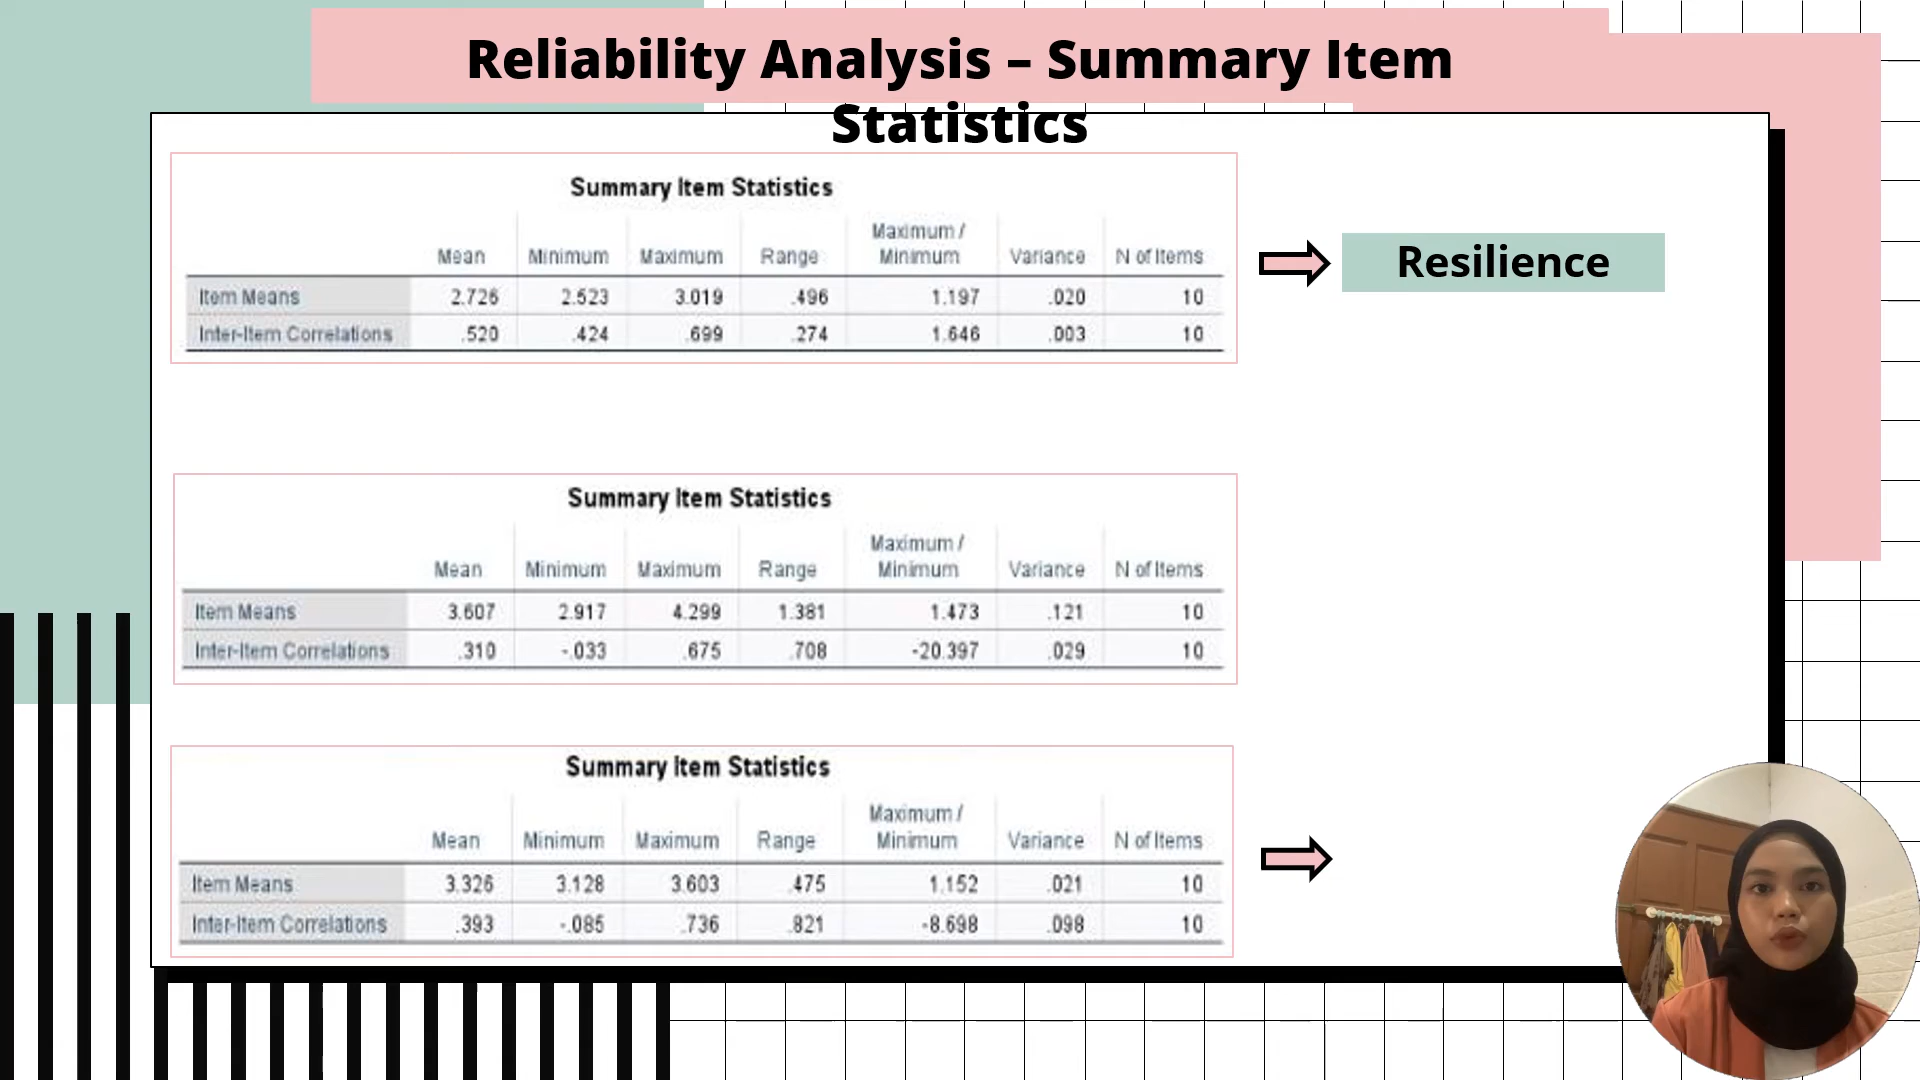 Reliability Analysis – Summary Item
Statistics
Summary Item Statistics
Mean Minimum Maximum Range Maximum / Minimum Variance N of Items
Item Means 2.726 2.523 3.019 .496 1.197 .020 10
Inter-Item Correlations .520 .424 .699 .274 1.646 .003 10
Resilience
Summary Item Statistics
Mean Minimum Maximum Range Maximum / Minimum Variance N of Items
Item Means 3.607 2.917 4.299 1.381 1.473 .121 10
Inter-Item Correlations .310 -.033 .675 .708 -20.397 .029 10
Summary Item Statistics
Mean Minimum Maximum Range Maximum / Minimum Variance N of Items
Item Means 3.326 3.128 3.603 .475 1.152 .021 10
Inter-Item Correlations .393 -.085 .736 .821 -8.698 .098 10